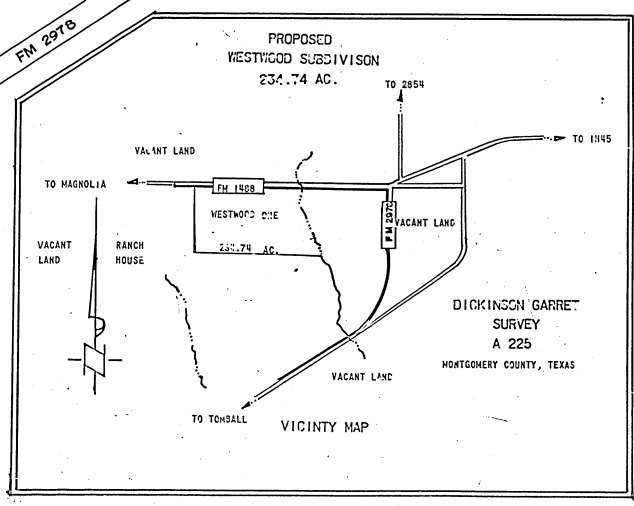 FM 2978
PROPOSED
WESTWOOD SUBDIVISON
234.74 AC.
TO 2854
TO 1945
VACANT LAND
TO MAGNOLIA
FM 1488
WESTWOOD ONE
FM 2978
VACANT LAND
234.74 AC.
VACANT
LAND
RANCH
HOUSE
DICKINSON GARRET
SURVEY
A 225
MONTGOMERY COUNTY, TEXAS
VACANT LAND
TO TOMBALL
VICINTY MAP